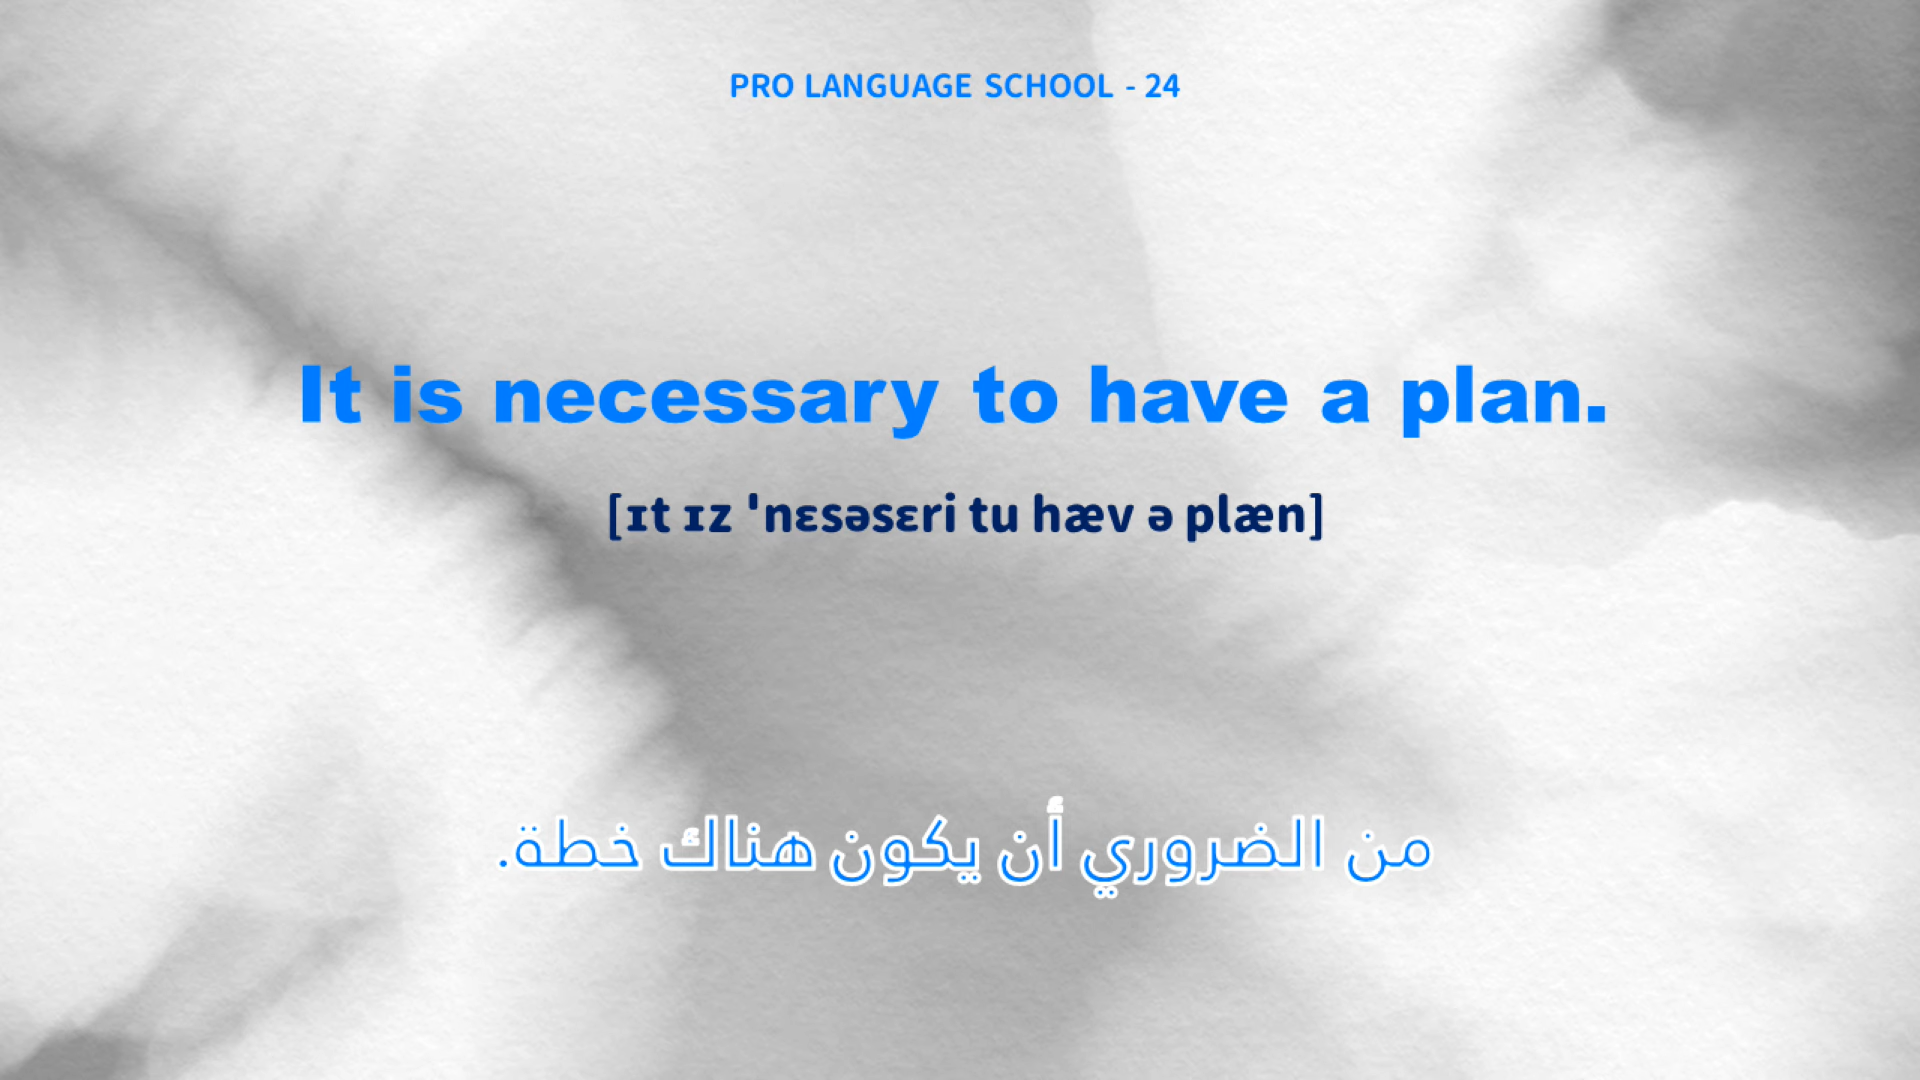 PRO LANGUAGE SCHOOL - 24
It is necessary to have a plan.
[ɪt ɪz ˈnɛsəsɛri tu hæv ə plæn]
من الضروري أن يكون هناك خطة.